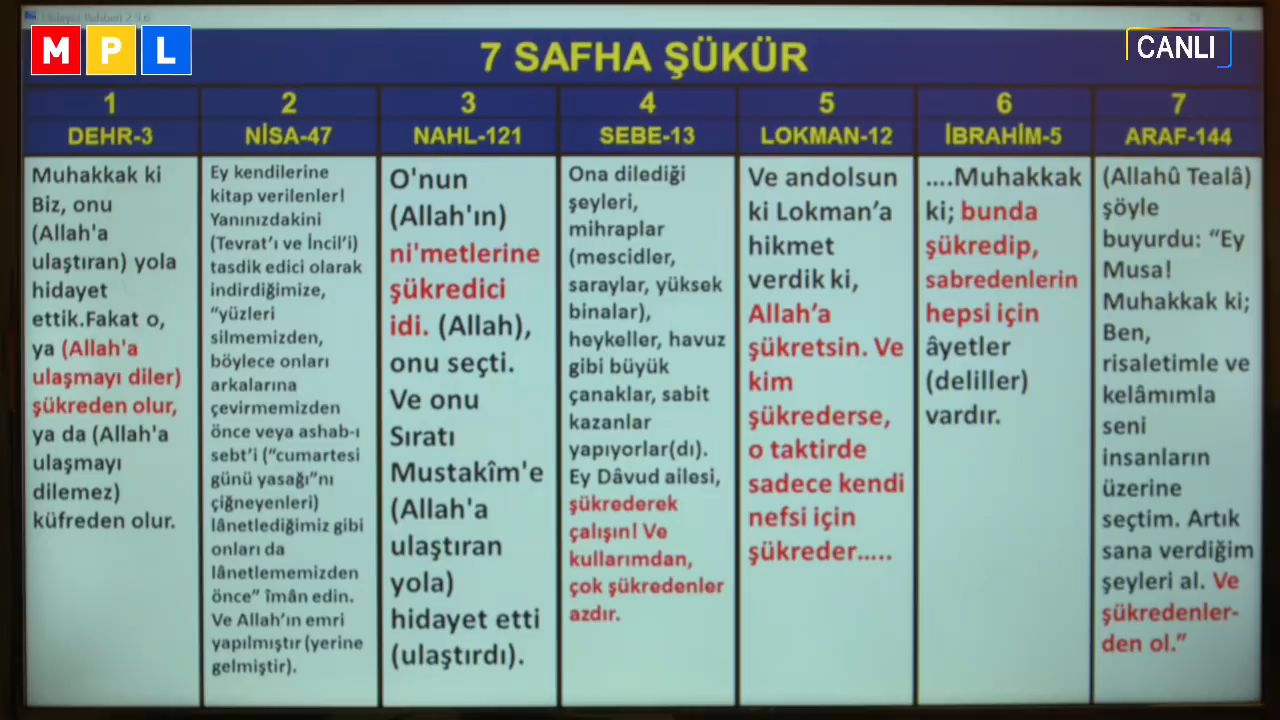 Hidayet Rehberi 2.9.6
MPL
CANLI
7 SAFHA ŞÜKÜR
1
DEHR-3
Muhakkak ki
Biz, onu
(Allah'a
ulaştıran) yola
hidayet
ettik.Fakat o,
ya (Allah'a
ulaşmayı diler)
şükreden olur,
ya da (Allah'a
ulaşmayı
dilemez)
küfreden olur.
2
NİSA-47
Ey kendilerine
kitap verilenler!
Yanınızdakini
(Tevrat’ı ve İncil’i)
tasdik edici olarak
indirdiğimize,
“yüzleri
silmemizden,
böylece onları
arkalarına
çevirmemizden
önce veya ashab-ı
sebt’i (“cumartesi
günü yasağı”nı
çiğneyenleri)
lânetlediğimiz gibi
onları da
lânetlememizden
önce” îmân edin.
Ve Allah’ın emri
yapılmıştır (yerine
gelmiştir).
3
NAHL-121
O'nun
(Allah'ın)
ni'metlerine
şükredici
idi. (Allah),
onu seçti.
Ve onu
Sıratı
Mustakîm'e
(Allah'a
ulaştıran
yola)
hidayet etti
(ulaştırdı).
4
SEBE-13
Ona dilediği
şeyleri,
mihraplar
(mescidler,
saraylar, yüksek
binalar),
heykeller, havuz
gibi büyük
çanaklar, sabit
kazanlar
yapıyorlar(dı).
Ey Dâvud ailesi,
şükrederek
çalışın! Ve
kullarımdan,
çok şükredenler
azdır.
5
LOKMAN-12
Ve andolsun
ki Lokman’a
hikmet
verdik ki,
Allah’a
şükretsin. Ve
kim
şükrederse,
o taktirde
sadece kendi
nefsi için
şükreder.....
6
İBRAHİM-5
....Muhakkak
ki; bunda
şükredip,
sabredenlerin
hepsi için
âyetler
(deliller)
vardır.
7
ARAF-144
(Allahû Tealâ)
şöyle
buyurdu: “Ey
Musa!
Muhakkak ki;
Ben,
risaletimle ve
kelâmımla
seni
insanların
üzerine
seçtim. Artık
sana verdiğim
şeyleri al. Ve
şükredenler-
den ol.”